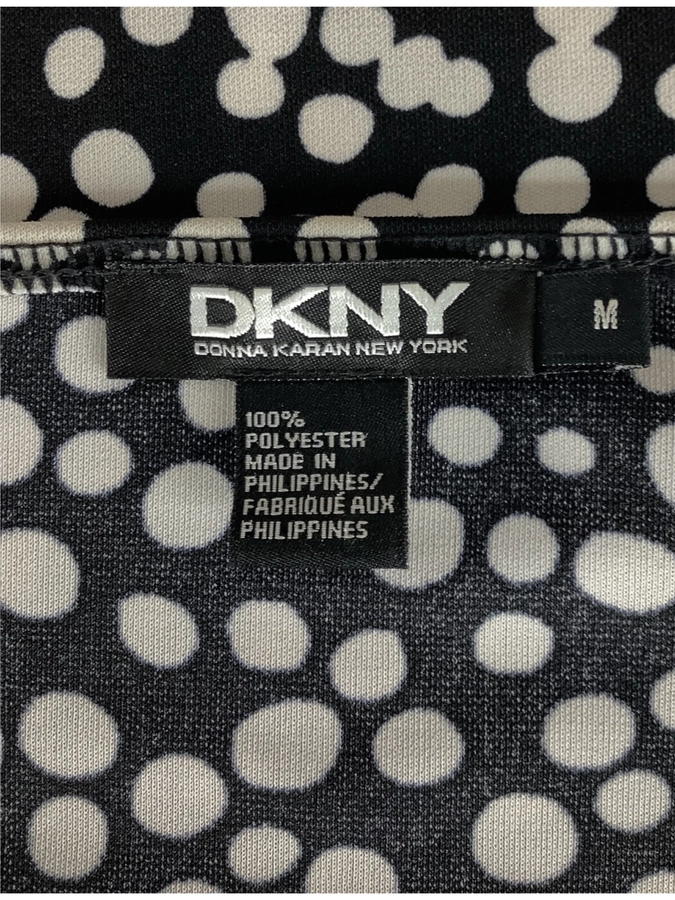 DKNY
DONNA KARAN NEW YORK
M
100%
POLYESTER
MADE IN
PHILIPPINES/
FABRIQUÉ AUX
PHILIPPINES